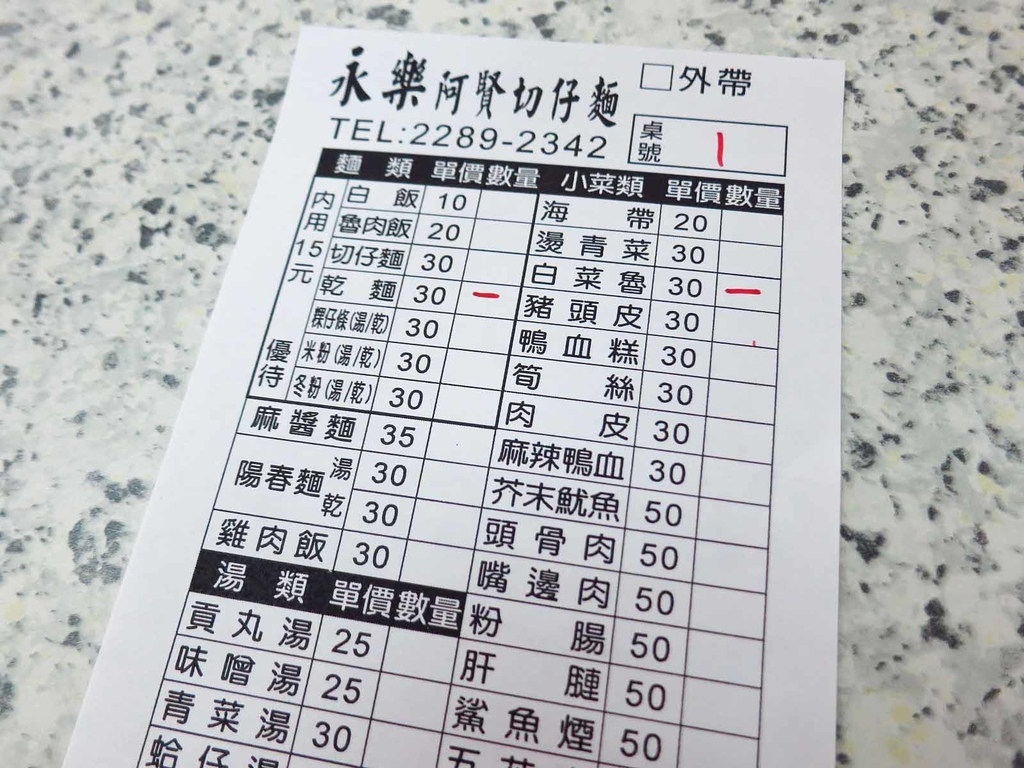 永樂阿賢切仔麵 □外帶
TEL:2289-2342 桌號 1
麵類 單價 數量 小菜類 單價 數量
內用15元優待
白飯 10 海帶 20
魯肉飯 20 燙青菜 30
切仔麵 30 白菜魯 30 一
乾麵 30 一 豬頭皮 30
粿仔條(湯/乾) 30 鴨血糕 30
米粉(湯/乾) 30 筍絲 30
冬粉(湯/乾) 30 肉皮 30
麻醬麵 35 麻辣鴨血 30
陽春麵 湯 30 芥末魷魚 50
乾 30 頭骨肉 50
雞肉飯 30 嘴邊肉 50
湯類 單價 數量 粉腸 50
貢丸湯 25 肝腱 50
味噌湯 25 鯊魚煙 50
青菜湯 30 五花
蛤仔湯